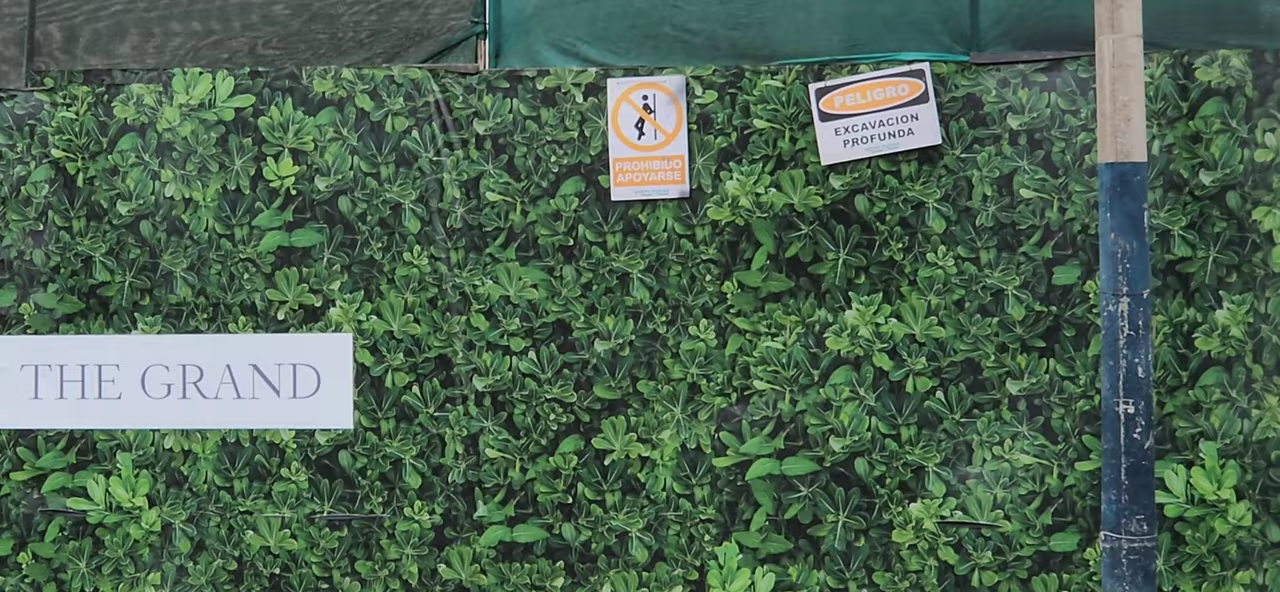 PROHIBIDO
APOYARSE
PELIGRO
EXCAVACION
PROFUNDA
THE GRAND